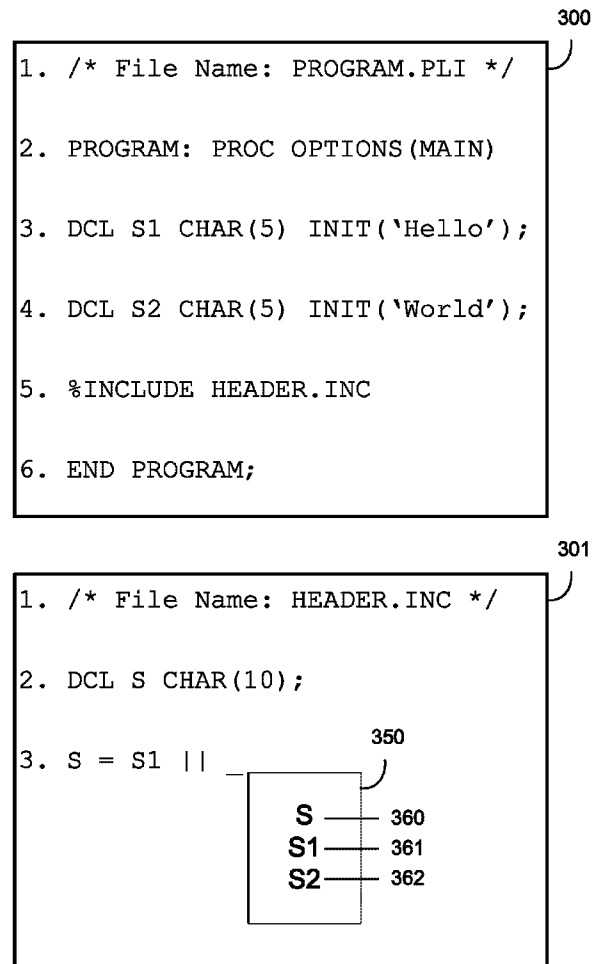 300
1. /* File Name: PROGRAM.PLI */
2. PROGRAM: PROC OPTIONS(MAIN)
3. DCL S1 CHAR(5) INIT(‘Hello’);
4. DCL S2 CHAR(5) INIT(‘World’);
5. %INCLUDE HEADER.INC
6. END PROGRAM;
301
1. /* File Name: HEADER.INC */
2. DCL S CHAR(10);
3. S = S1 || _
350
S 360
S1 361
S2 362